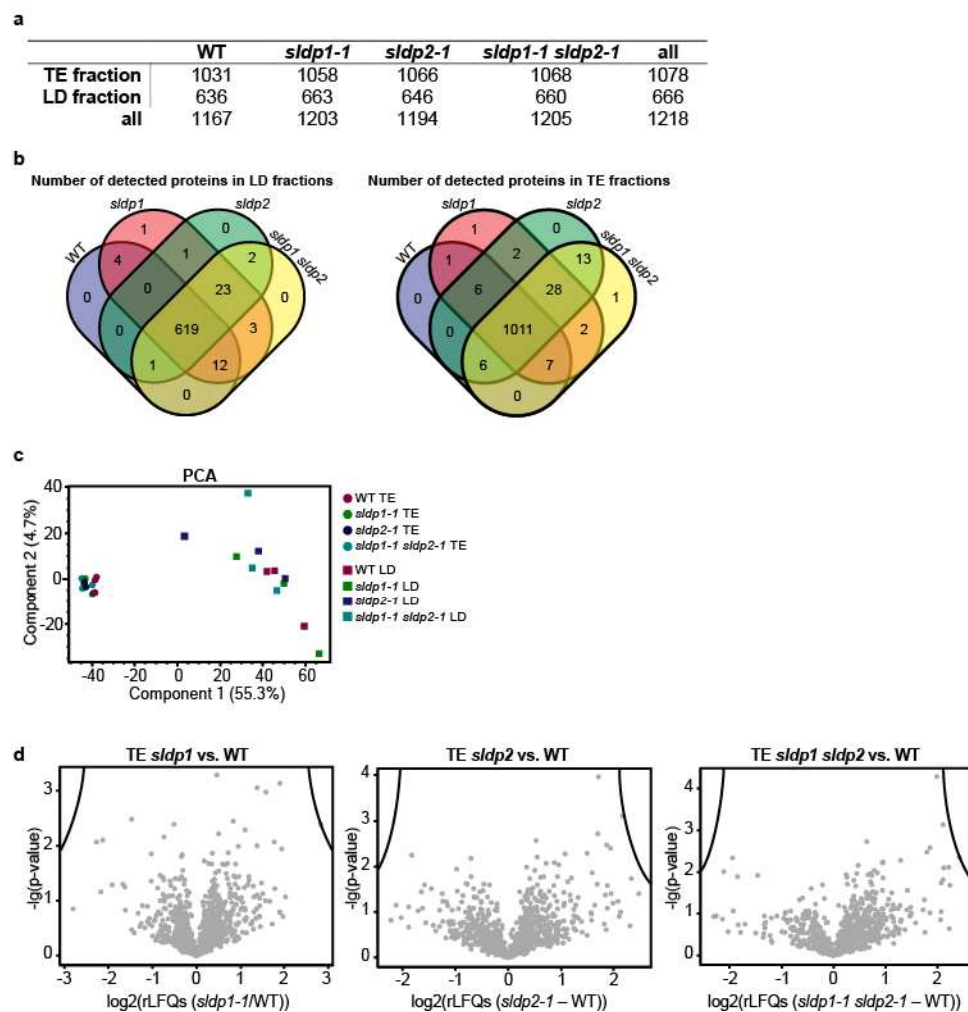 a
WT sldp1-1 sldp2-1 sldp1-1 sldp2-1 all
TE fraction 1031 1058 1066 1068 1078
LD fraction 636 663 646 660 666
all 1167 1203 1194 1205 1218
b
Number of detected proteins in LD fractions
WT
sldp1
sldp2
sldp1 sldp2
1 0
4 1 2
0 0 23 0
0 619 3
1 12
0
Number of detected proteins in TE fractions
WT
sldp1
sldp2
sldp1 sldp2
1 0
1 2 13
0 6 28 1
0 1011 2
6 7
0
c
PCA
Component 2 (4.7%)
40
20
0
-20
-40 -20 0 20 40 60
Component 1 (55.3%)
WT TE
sldp1-1 TE
sldp2-1 TE
sldp1-1 sldp2-1 TE
WT LD
sldp1-1 LD
sldp2-1 LD
sldp1-1 sldp2-1 LD
d
TE sldp1 vs. WT
-lg(p-value)
3
2
1
0
-3 -2 -1 0 1 2 3
log2(rLFQs (sldp1-1/WT))
TE sldp2 vs. WT
-lg(p-value)
4
3
2
1
0
-2 -1 0 1 2
log2(rLFQs (sldp2-1 – WT))
TE sldp1 sldp2 vs. WT
-lg(p-value)
4
3
2
1
0
-2 -1 0 1 2
log2(rLFQs (sldp1-1 sldp2-1 – WT))